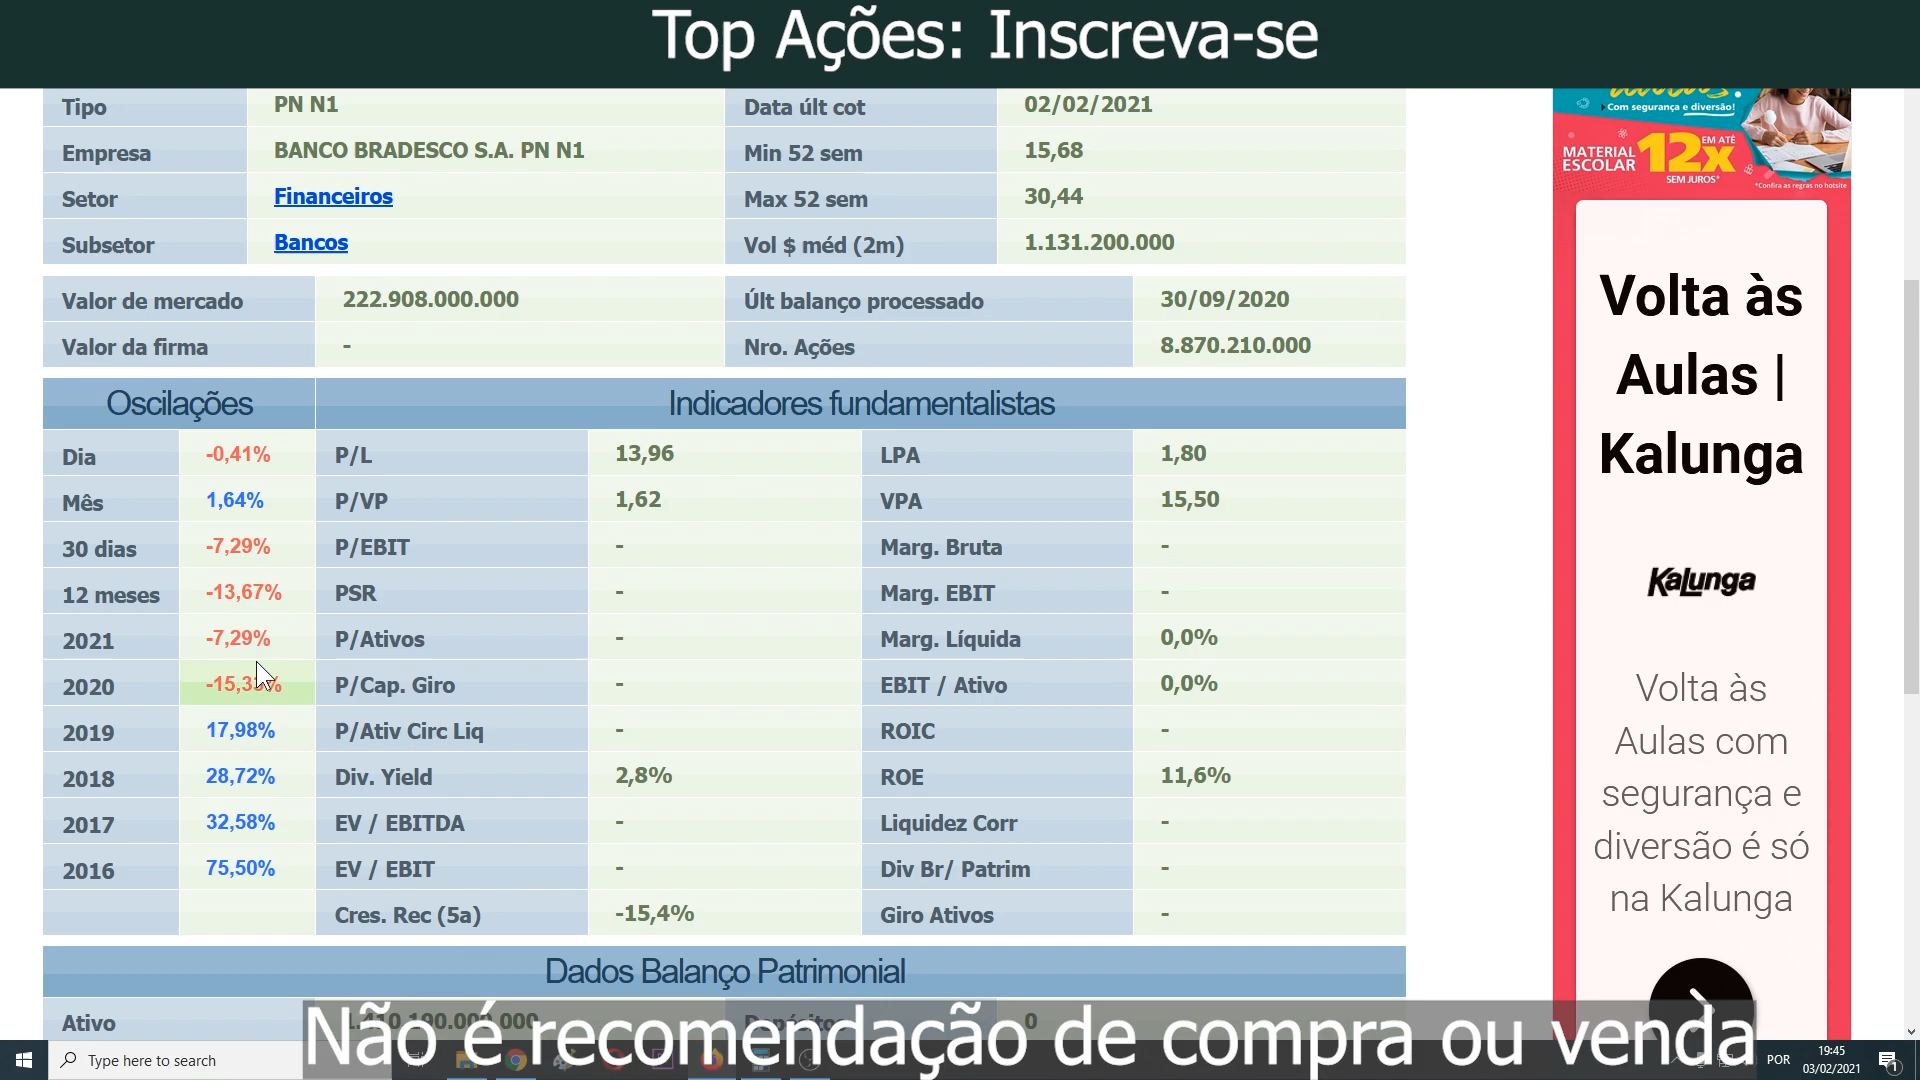 Top Ações: Inscreva-se
Tipo PN N1 Data últ cot 02/02/2021
Empresa BANCO BRADESCO S.A. PN N1 Min 52 sem 15,68
Setor Financeiros Max 52 sem 30,44
Subsetor Bancos Vol $ méd (2m) 1.131.200.000
Valor de mercado 222.908.000.000 Últ balanço processado 30/09/2020
Valor da firma - Nro. Ações 8.870.210.000
Oscilações Indicadores fundamentalistas
Dia -0,41% P/L 13,96 LPA 1,80
Mês 1,64% P/VP 1,62 VPA 15,50
30 dias -7,29% P/EBIT - Marg. Bruta -
12 meses -13,67% PSR - Marg. EBIT -
2021 -7,29% P/Ativos - Marg. Líquida 0,0%
2020 P/Cap. Giro - EBIT / Ativo 0,0%
2019 17,98% P/Ativ Circ Liq - ROIC -
2018 28,72% Div. Yield 2,8% ROE 11,6%
2017 32,58% EV / EBITDA - Liquidez Corr -
2016 75,50% EV / EBIT - Div Br/ Patrim -
Cres. Rec (5a) -15,4% Giro Ativos -
Dados Balanço Patrimonial
Ativo Depósitos 0
Não é recomendação de compra ou venda
Com segurança e diversão!
MATERIAL ESCOLAR 12x EM ATÉ
SEM JUROS*
*Confira as regras no hotsite
Volta às
Aulas |
Kalunga
Kalunga
Volta às
Aulas com
segurança e
diversão é só
na Kalunga
Type here to search
POR
19:45
03/02/2021
1